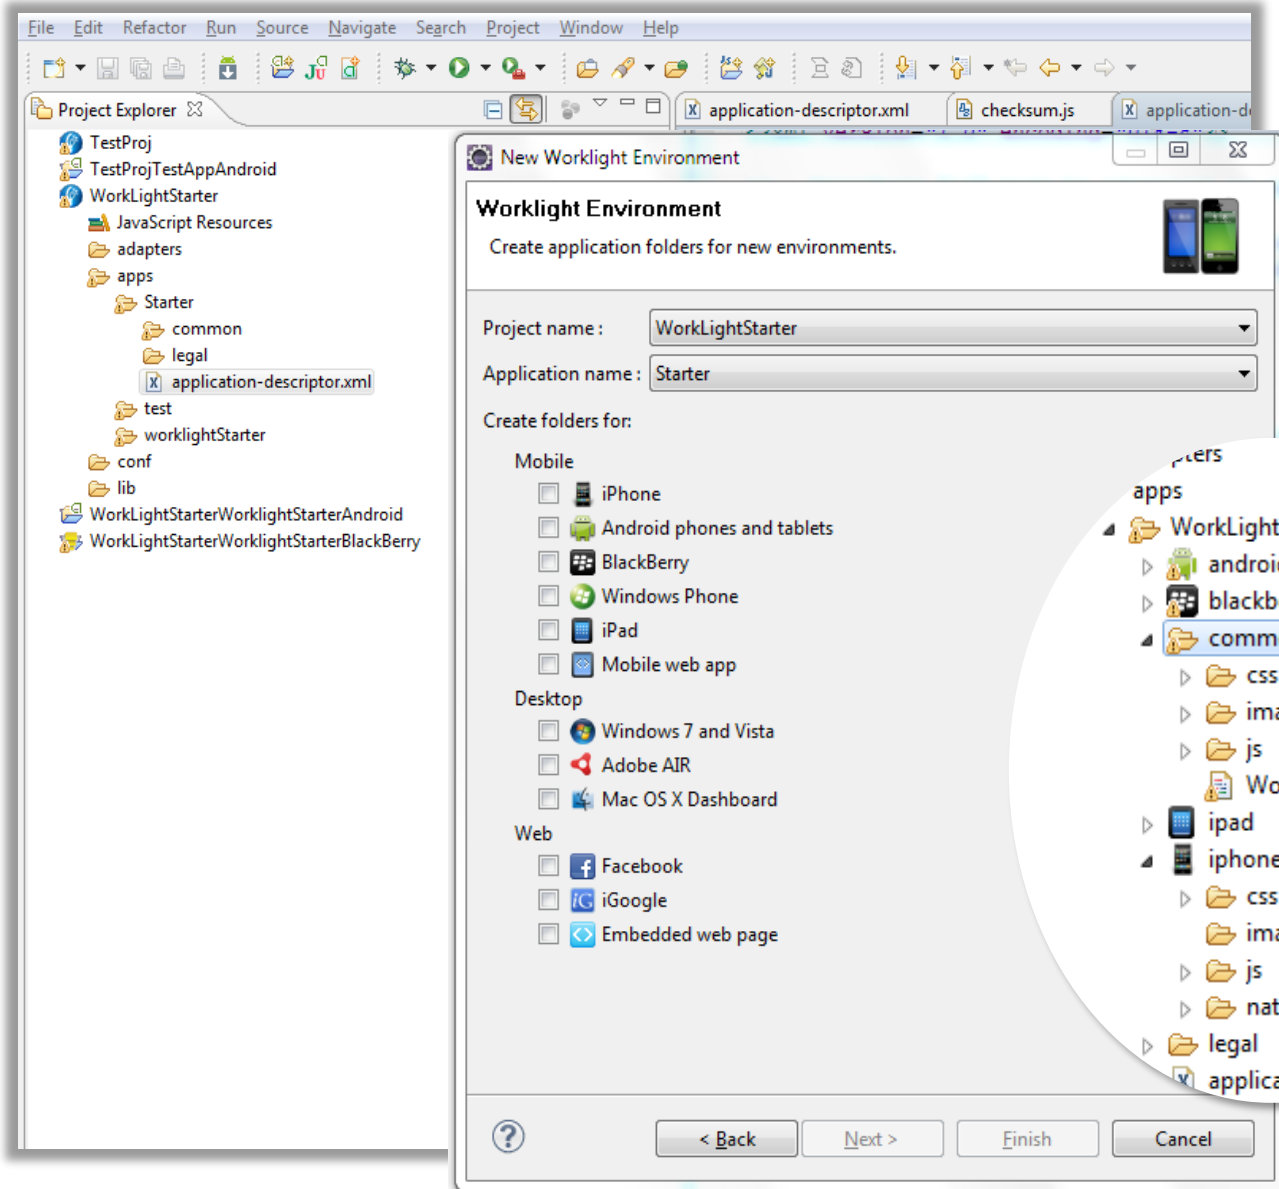 File Edit Refactor Run Source Navigate Search Project Window Help
Project Explorer
application-descriptor.xml
checksum.js
TestProj
TestProjTestAppAndroid
WorkLightStarter
JavaScript Resources
adapters
apps
Starter
common
legal
application-descriptor.xml
test
worklightStarter
conf
lib
WorkLightStarterWorklightStarterAndroid
WorkLightStarterWorklightStarterBlackBerry
New Worklight Environment
Worklight Environment
Create application folders for new environments.
Project name : WorkLightStarter
Application name : Starter
Create folders for:
Mobile
iPhone
Android phones and tablets
BlackBerry
Windows Phone
iPad
Mobile web app
Desktop
Windows 7 and Vista
Adobe AIR
Mac OS X Dashboard
Web
Facebook
iGoogle
Embedded web page
< Back Next > Finish Cancel
apps
WorkLight
css
js
ipad
iphone
css
js
legal